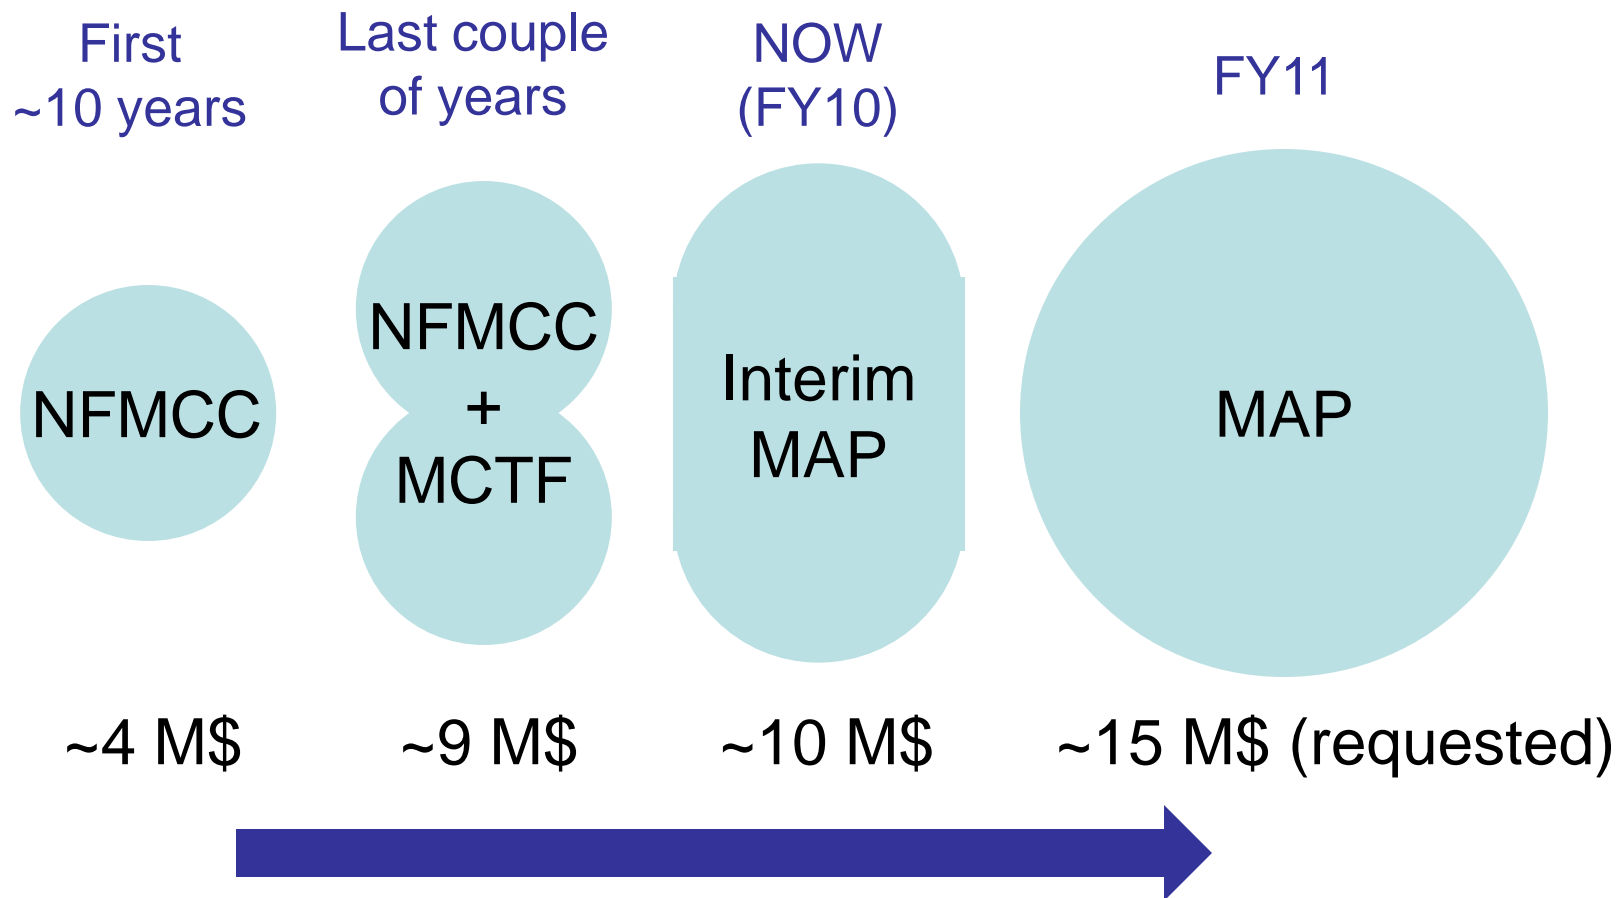 First
~10 years
Last couple
of years
NOW
(FY10)
FY11
NFMCC
NFMCC
+
MCTF
Interim
MAP
MAP
~4 M$
~9 M$
~10 M$
~15 M$ (requested)